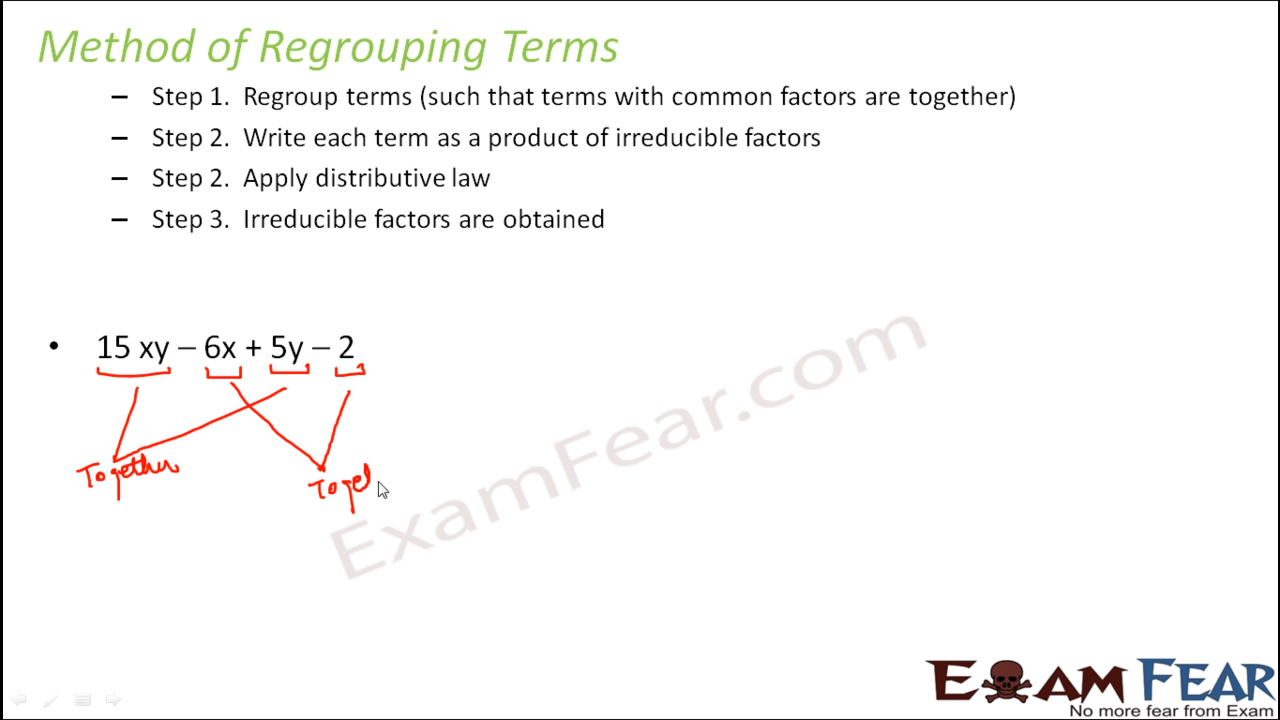 Method of Regrouping Terms
– Step 1. Regroup terms (such that terms with common factors are together)
– Step 2. Write each term as a product of irreducible factors
– Step 2. Apply distributive law
– Step 3. Irreducible factors are obtained
• 15 xy – 6x + 5y – 2
Together
Toget
ExamFear.com
EXAM FEAR
No more fear from Exam